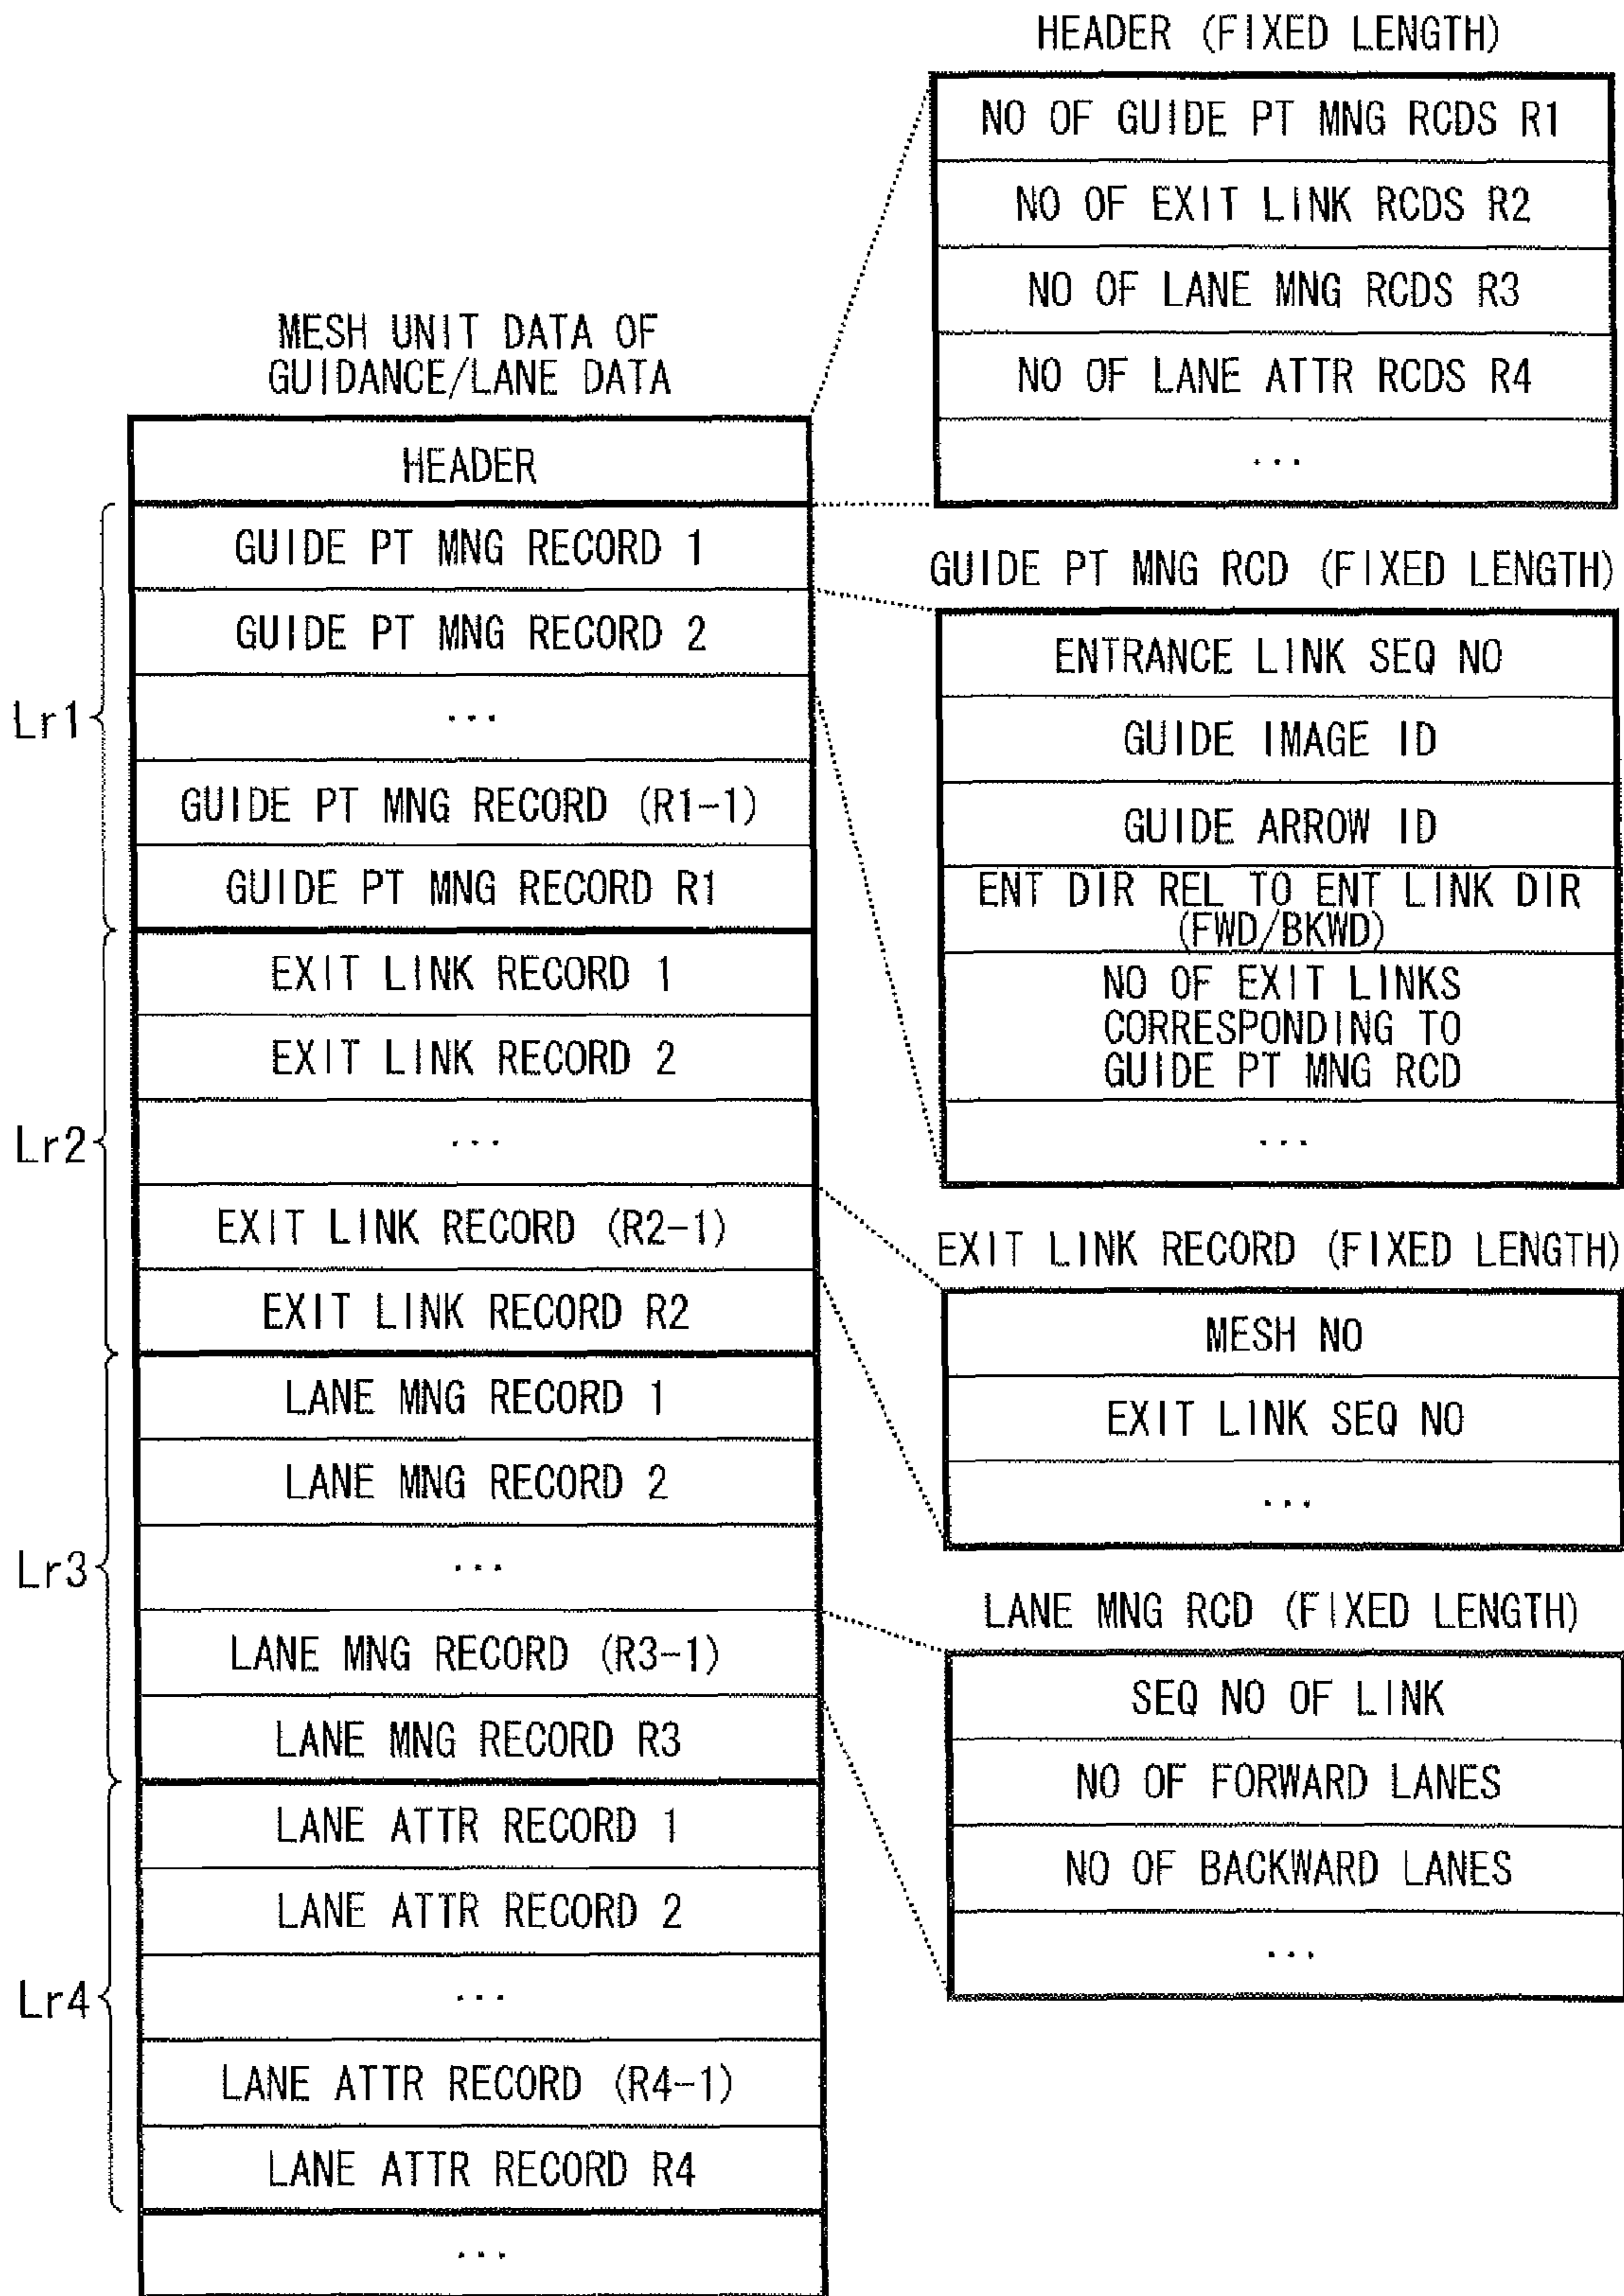 MESH UNIT DATA OF
GUIDANCE/LANE DATA
HEADER
GUIDE PT MNG RECORD 1
GUIDE PT MNG RECORD 2
...
GUIDE PT MNG RECORD (R1-1)
GUIDE PT MNG RECORD R1
Lr1
EXIT LINK RECORD 1
EXIT LINK RECORD 2
...
EXIT LINK RECORD (R2-1)
EXIT LINK RECORD R2
Lr2
LANE MNG RECORD 1
LANE MNG RECORD 2
...
LANE MNG RECORD (R3-1)
LANE MNG RECORD R3
Lr3
LANE ATTR RECORD 1
LANE ATTR RECORD 2
...
LANE ATTR RECORD (R4-1)
LANE ATTR RECORD R4
Lr4
...
HEADER (FIXED LENGTH)
NO OF GUIDE PT MNG RCDS R1
NO OF EXIT LINK RCDS R2
NO OF LANE MNG RCDS R3
NO OF LANE ATTR RCDS R4
...
GUIDE PT MNG RCD (FIXED LENGTH)
ENTRANCE LINK SEQ NO
GUIDE IMAGE ID
GUIDE ARROW ID
ENT DIR REL TO ENT LINK DIR
(FWD/BKWD)
NO OF EXIT LINKS
CORRESPONDING TO
GUIDE PT MNG RCD
...
EXIT LINK RECORD (FIXED LENGTH)
MESH NO
EXIT LINK SEQ NO
...
LANE MNG RCD (FIXED LENGTH)
SEQ NO OF LINK
NO OF FORWARD LANES
NO OF BACKWARD LANES
...